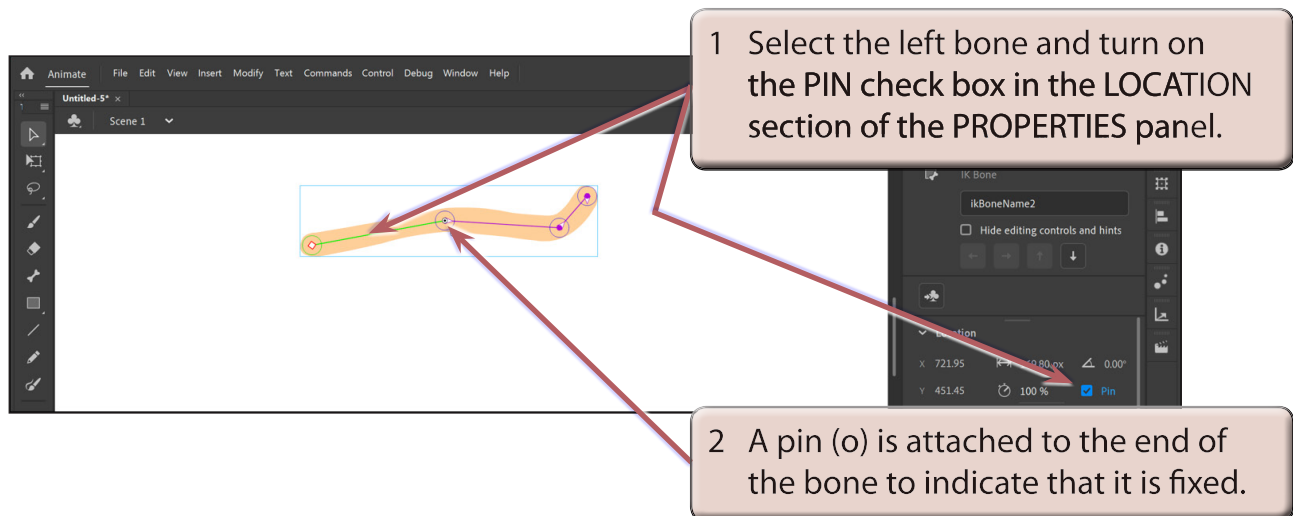 1 Select the left bone and turn on
the PIN check box in the LOCATION
section of the PROPERTIES panel.
Animate File Edit View Insert Modify Text Commands Control Debug Window Help
Untitled-5* ×
Scene 1
IK Bone
ikBoneName2
Hide editing controls and hints
X 721.95 0.00°
Y 451.45 100 % Pin
2 A pin (o) is attached to the end of
the bone to indicate that it is fixed.